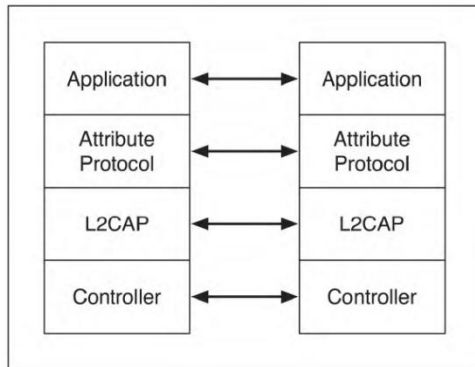 Application
Application
Attribute
Protocol
Attribute
Protocol
L2CAP
L2CAP
Controller
Controller